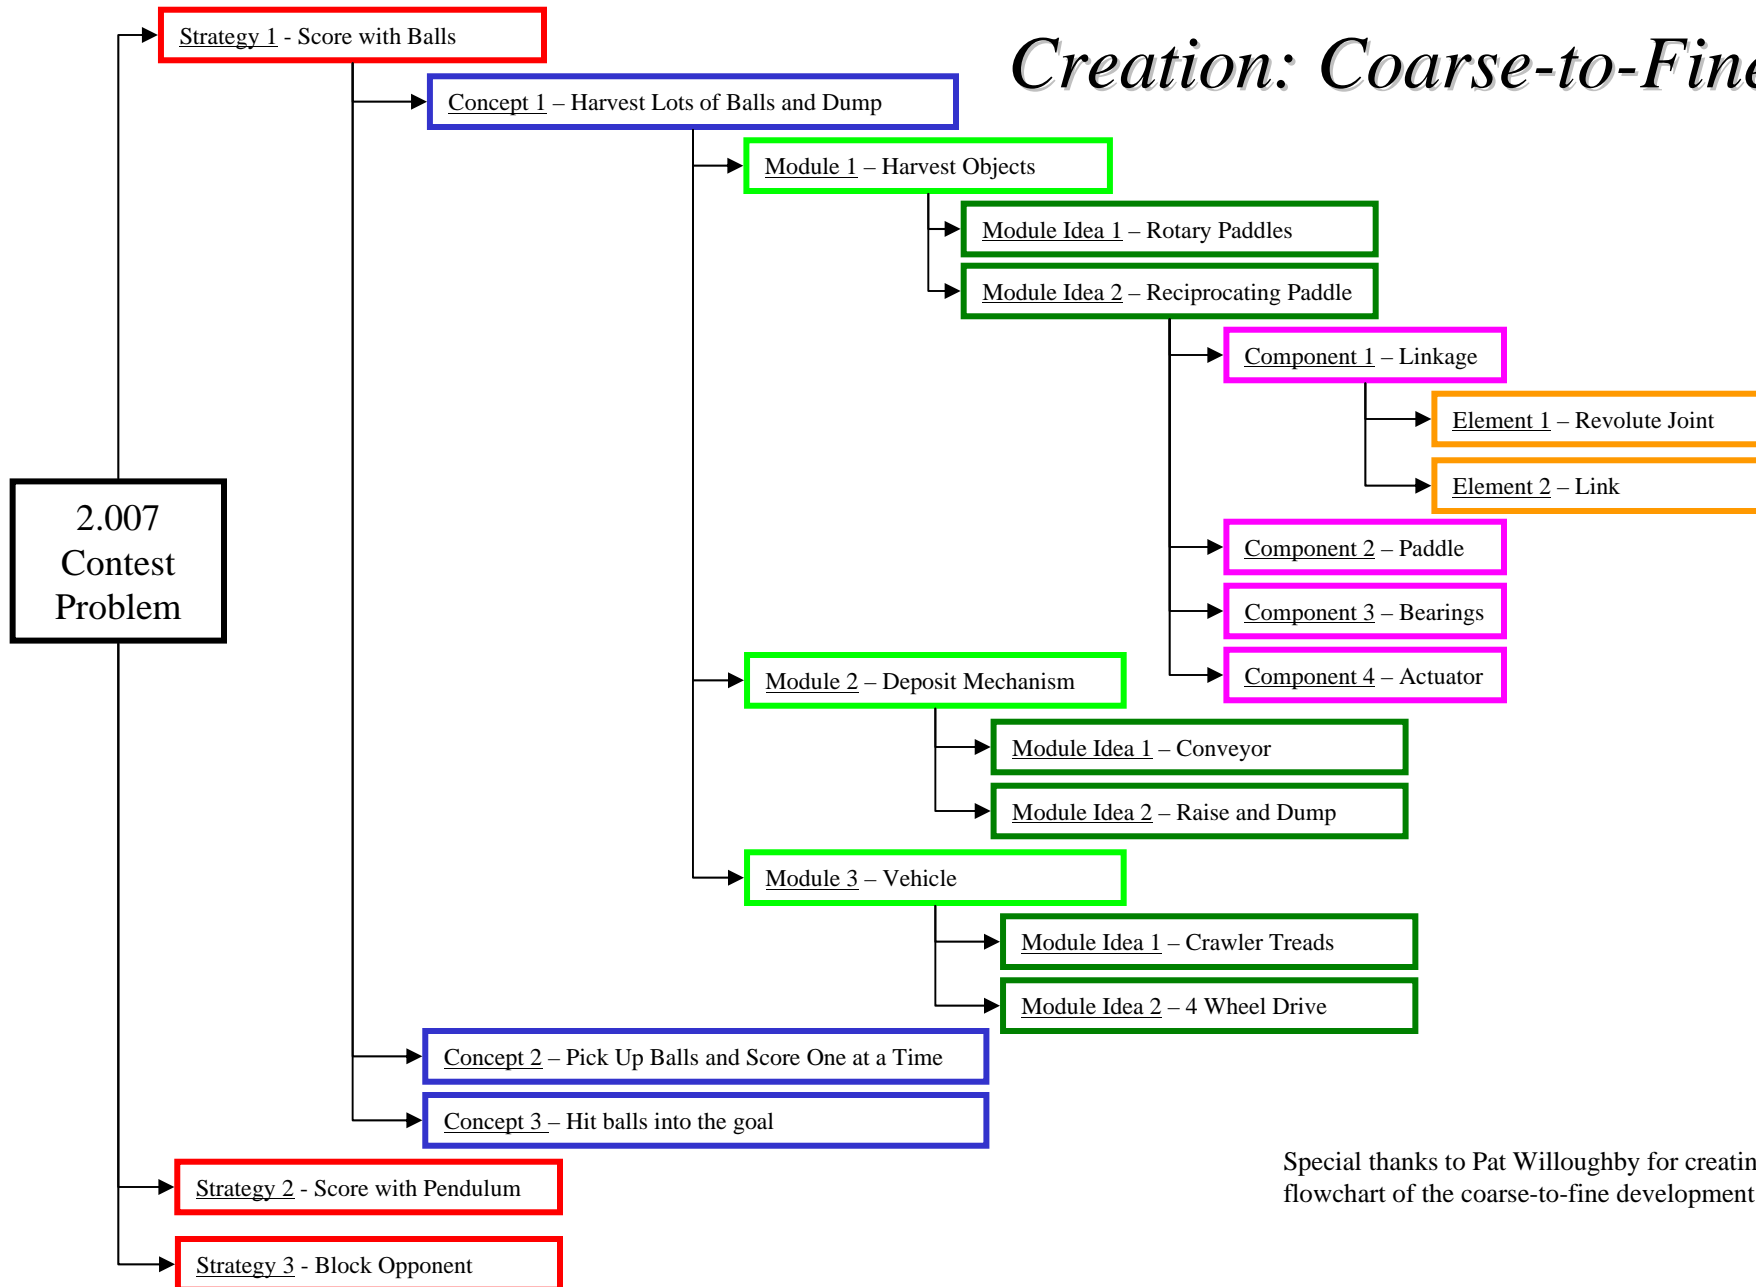 Creation: Coarse-to-Fine
Strategy 1 - Score with Balls
Concept 1 – Harvest Lots of Balls and Dump
Module 1 – Harvest Objects
Module Idea 1 – Rotary Paddles
Module Idea 2 – Reciprocating Paddle
Component 1 – Linkage
Element 1 – Revolute Joint
Element 2 – Link
2.007
Contest
Problem
Component 2 – Paddle
Component 3 – Bearings
Component 4 – Actuator
Module 2 – Deposit Mechanism
Module Idea 1 – Conveyor
Module Idea 2 – Raise and Dump
Module 3 – Vehicle
Module Idea 1 – Crawler Treads
Module Idea 2 – 4 Wheel Drive
Concept 2 – Pick Up Balls and Score One at a Time
Concept 3 – Hit balls into the goal
Special thanks to Pat Willoughby for creatin
flowchart of the coarse-to-fine development
Strategy 2 - Score with Pendulum
Strategy 3 - Block Opponent